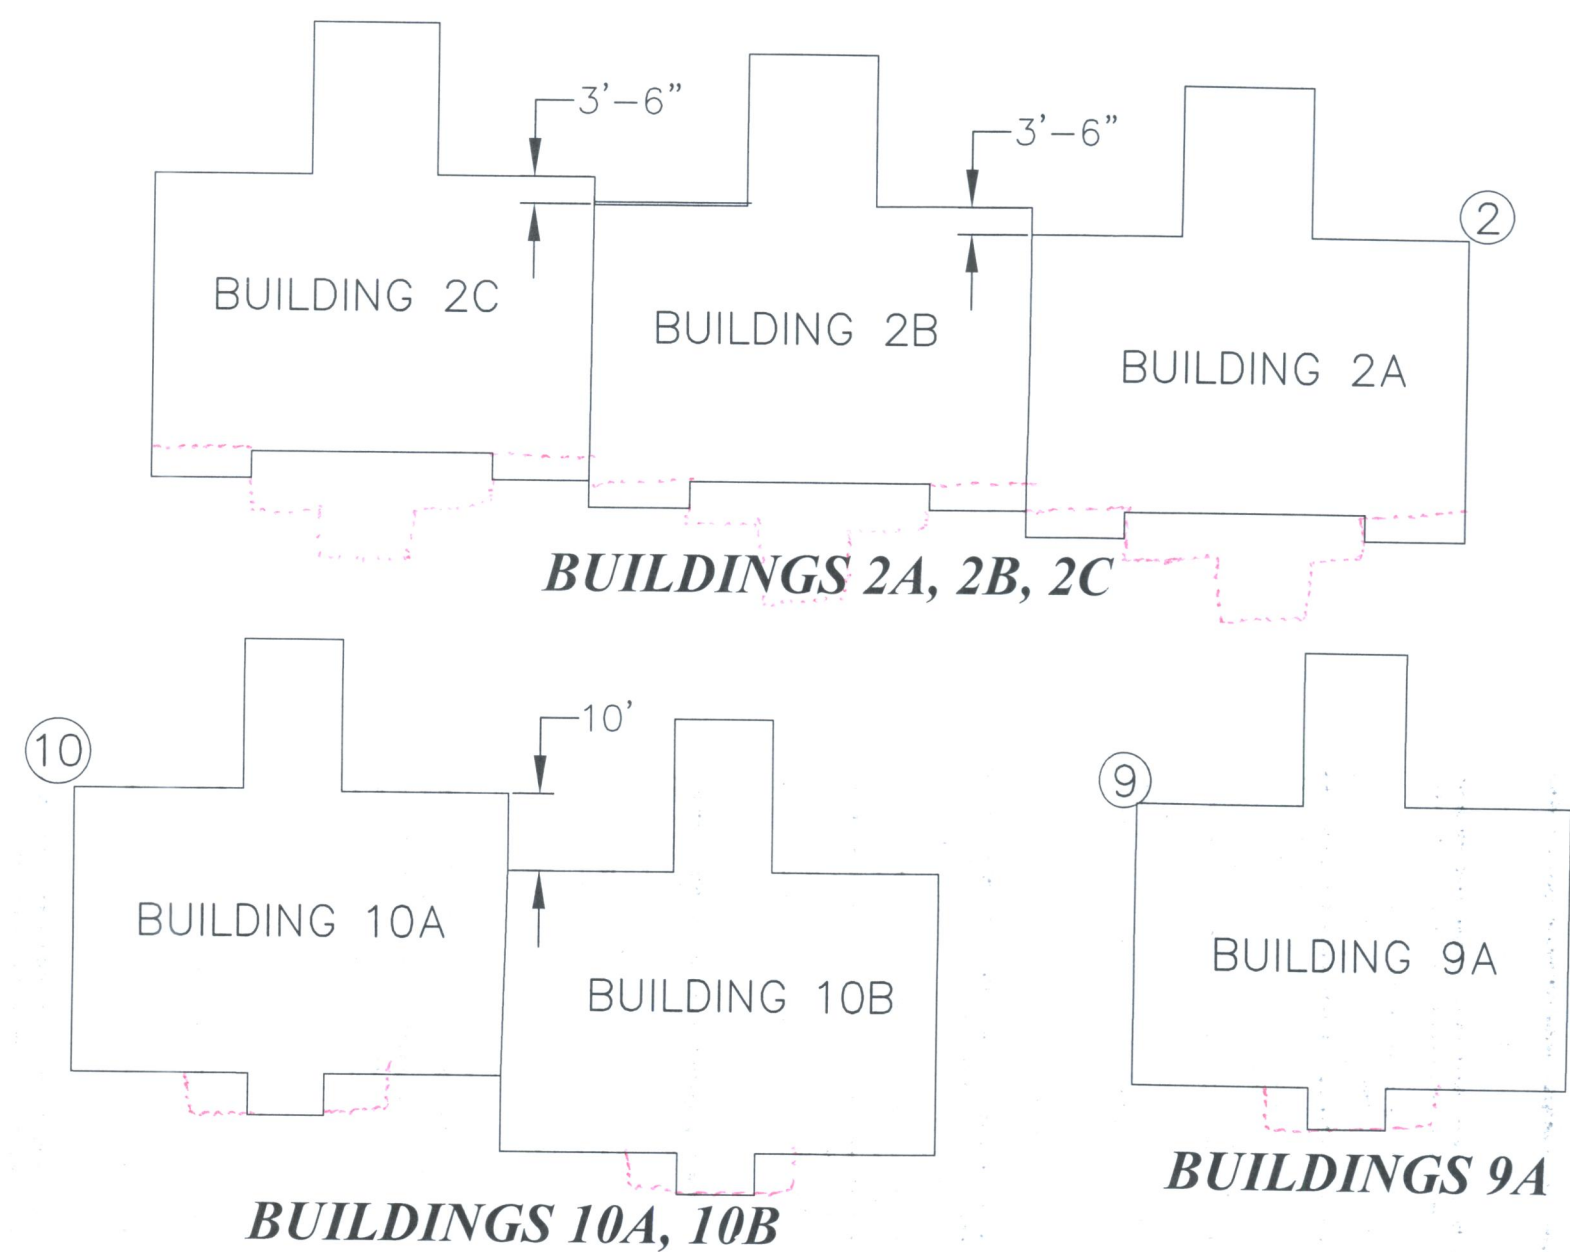 3'-6"
3'-6"
2
BUILDING 2C
BUILDING 2B
BUILDING 2A
BUILDINGS 2A, 2B, 2C
10
10'
9
BUILDING 10A
BUILDING 10B
BUILDING 9A
BUILDINGS 9A
BUILDINGS 10A, 10B